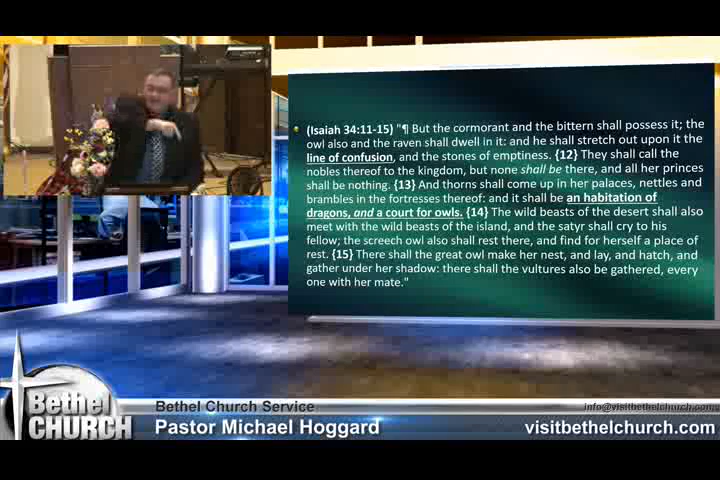 (Isaiah 34:11-15) "¶ But the cormorant and the bittern shall possess it; the
owl also and the raven shall dwell in it: and he shall stretch out upon it the
line of confusion, and the stones of emptiness. {12} They shall call the
nobles thereof to the kingdom, but none shall be there, and all her princes
shall be nothing. {13} And thorns shall come up in her palaces, nettles and
brambles in the fortresses thereof: and it shall be an habitation of
dragons, and a court for owls. {14} The wild beasts of the desert shall also
meet with the wild beasts of the island, and the satyr shall cry to his
fellow; the screech owl also shall rest there, and find for herself a place of
rest. {15} There shall the great owl make her nest, and lay, and hatch, and
gather under her shadow: there shall the vultures also be gathered, every
one with her mate."
Bethel
CHURCH
Bethel Church Service
info@visitbethelchurch.com
Pastor Michael Hoggard
visitbethelchurch.com